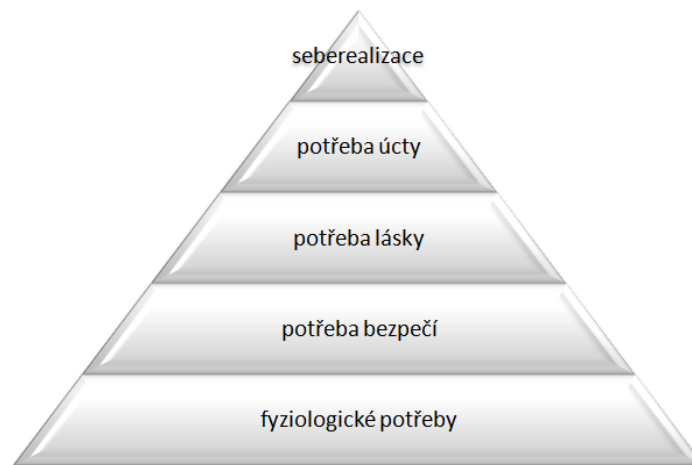 seberealizace
potřeba úcty
potřeba lásky
potřeba bezpečí
fyziologické potřeby